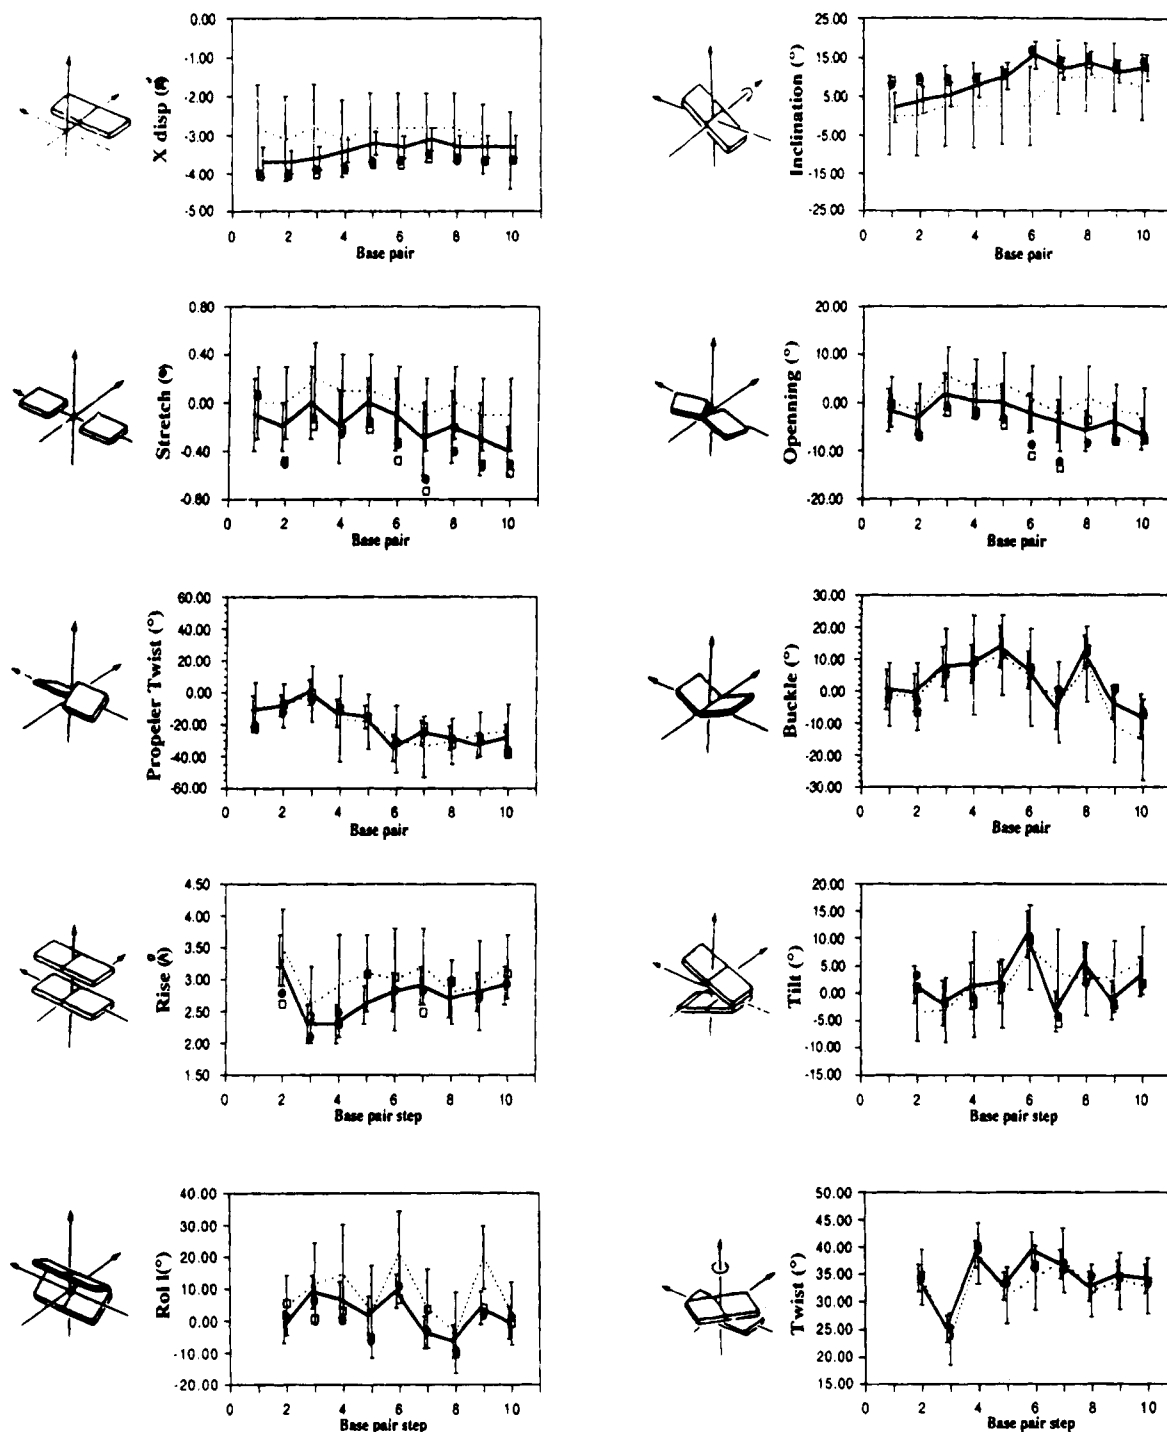 0.00
-1.00
-2.00
-3.00
-4.00
-5.00
X disp (Å)
0 2 4 6 8 10
Base pair
25.00
15.00
5.00
-5.00
-15.00
-25.00
Inclination (°)
0 2 4 6 8 10
Base pair
0.80
0.40
0.00
-0.40
-0.80
Stretch (°)
0 2 4 6 8 10
Base pair
20.00
10.00
0.00
-10.00
-20.00
Openning (°)
0 2 4 6 8 10
Base pair
60.00
40.00
20.00
0.00
-20.00
-40.00
-60.00
Propeler Twist (°)
0 2 4 6 8 10
Base pair
30.00
20.00
10.00
0.00
-10.00
-20.00
-30.00
Buckle (°)
0 2 4 6 8 10
Base pair
4.50
4.00
3.50
3.00
2.50
2.00
1.50
Rise (Å)
0 2 4 6 8 10
Base pair step
20.00
15.00
10.00
5.00
0.00
-5.00
-10.00
-15.00
Tilt (°)
0 2 4 6 8 10
Base pair step
40.00
30.00
20.00
10.00
0.00
-10.00
-20.00
Rol l(°)
0 2 4 6 8 10
Base pair step
50.00
45.00
40.00
35.00
30.00
25.00
20.00
15.00
Twist (°)
0 2 4 6 8 10
Base pair step